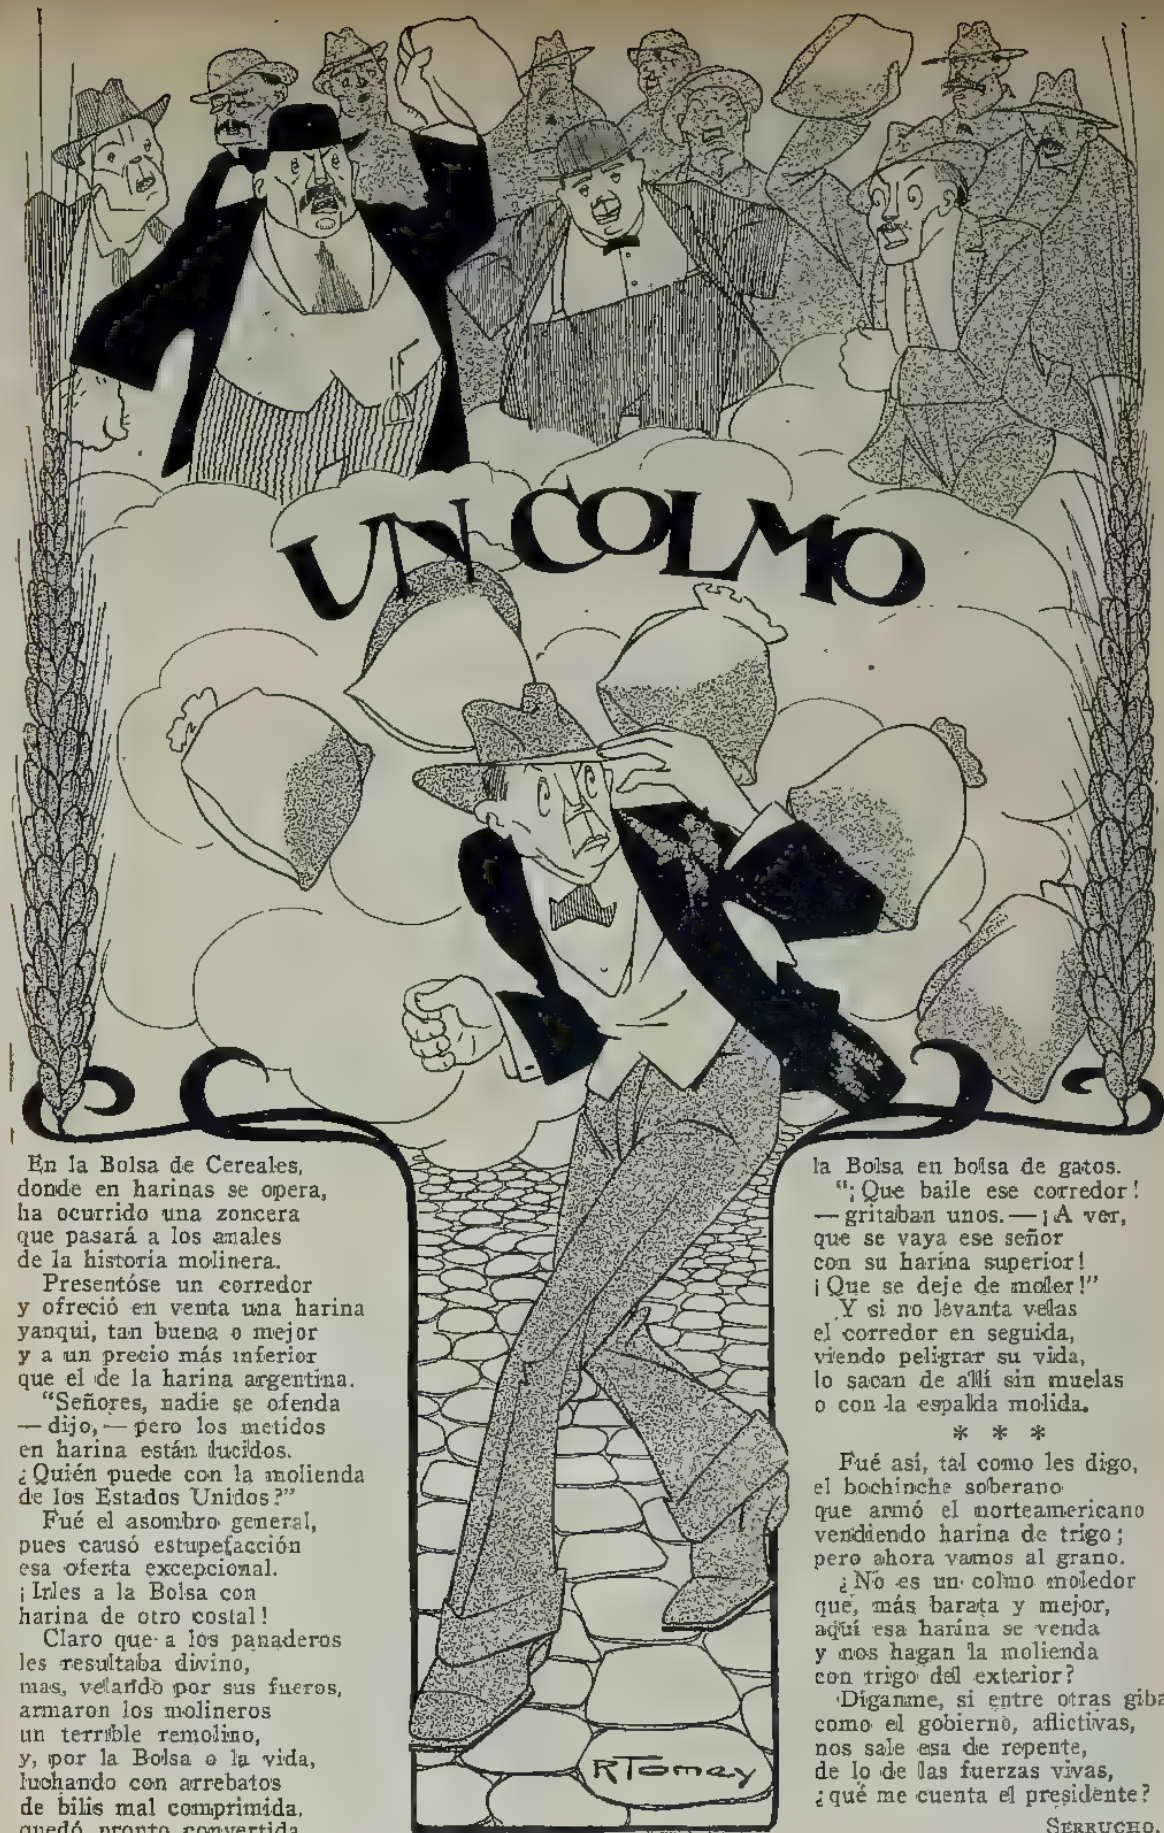 UN COLMO
En la Bolsa de Cereales,
donde en harinas se opera,
ha ocurrido una zoncera
que pasará a los anales
de la historia molinera.
Presentóse un corredor
y ofreció en venta una harina
yanqui, tan buena o mejor
y a un precio más inferior
que el de la harina argentina.
“Señores, nadie se ofenda
— dijo, — pero los metidos
en harina están lucidos.
¿Quién puede con la molienda
de los Estados Unidos?”
Fué el asombro general,
pues causó estupefacción
esa oferta excepcional.
¡Irles a la Bolsa con
harina de otro costal!
Claro que a los panaderos
les resultaba divino,
mas, velando por sus fueros,
armaron los molineros
un terrible remolino,
y, por la Bolsa o la vida,
luchando con arrebatos
de bilis mal comprimida,
quedó pronto convertida
la Bolsa en bolsa de gatos.
“¡Que baile ese corredor!
— gritaban unos. — ¡A ver,
que se vaya ese señor
con su harina superior!
¡Que se deje de moler!”
Y si no levanta velas
el corredor en seguida,
viendo peligrar su vida,
lo sacan de allí sin muelas
o con la espalda molida.
* * *
Fué así, tal como les digo,
el bochinche soberano
que armó el norteamericano
vendiendo harina de trigo;
pero ahora vamos al grano.
¿No es un colmo moledor
que, más barata y mejor,
aquí esa harina se venda
y nos hagan la molienda
con trigo del exterior?
Díganme, si entre otras giba
como el gobierno, aflictivas,
nos sale esa de repente,
de lo de las fuerzas vivas,
¿qué me cuenta el presidente?
SERRUCHO.
RTomey